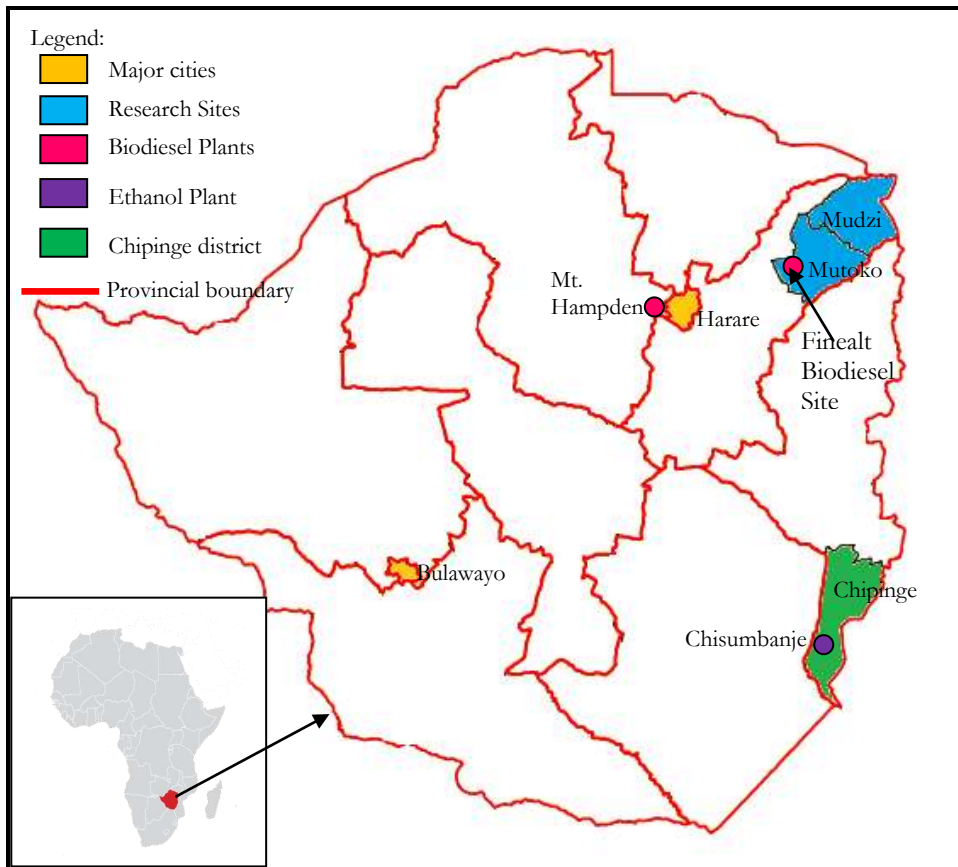 Legend:
Major cities
Research Sites
Biodiesel Plants
Ethanol Plant
Chipinge district
Provincial boundary
Mudzi
Mutoko
Mt.
Hampden
Harare
Finealt
Biodiesel
Site
Bulawayo
Chipinge
Chisumbanje